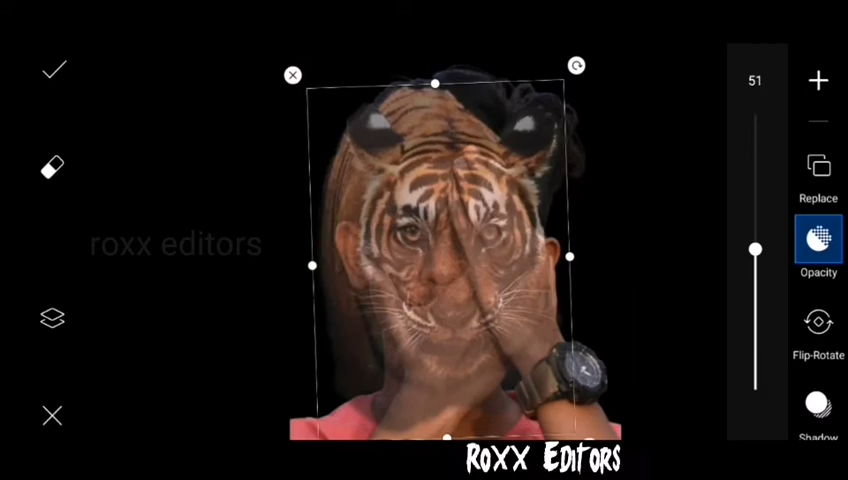 51
Replace
Opacity
roxx editors
Flip-Rotate
Shadow
Roxx Editors